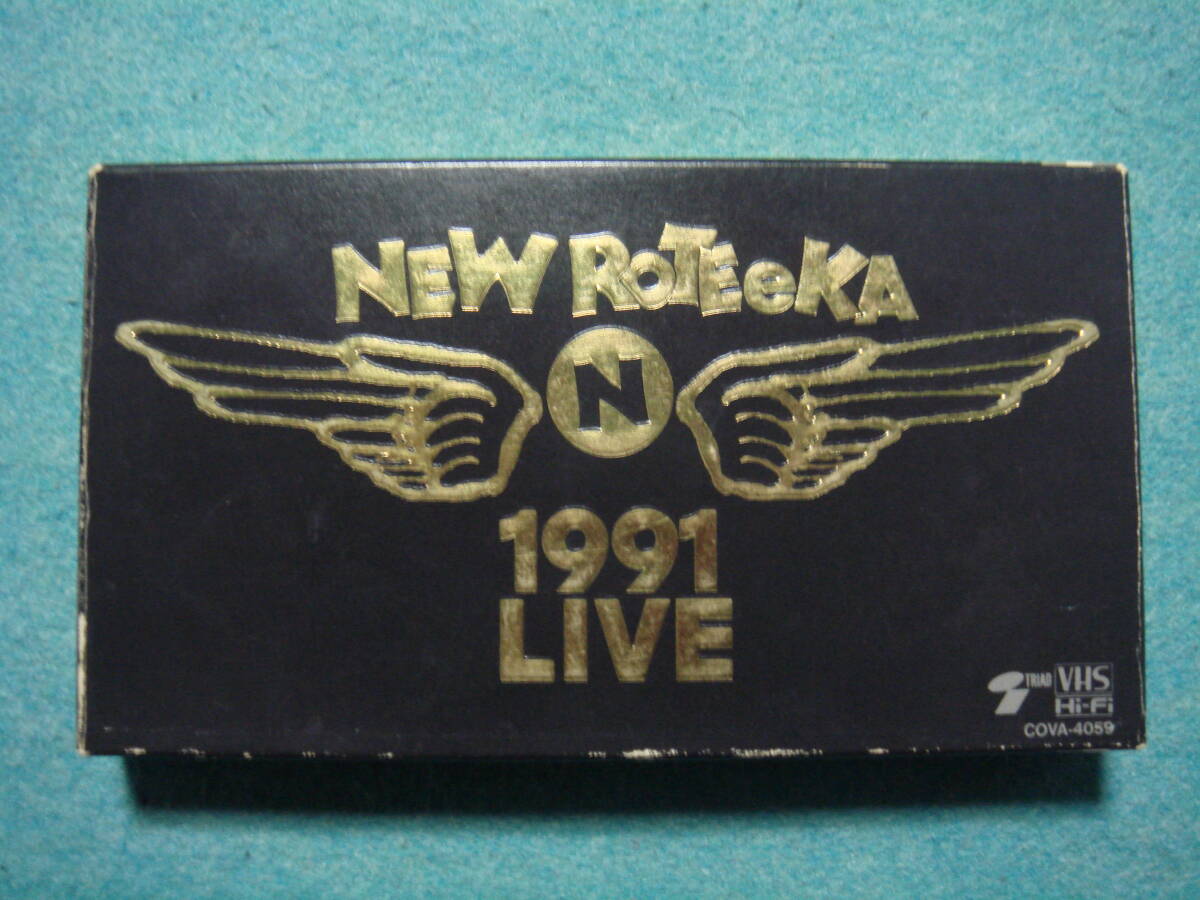 NEW ROTEeKA
N
1991
LIVE
TRIAD VHS
Hi-Fi
COVA-4059